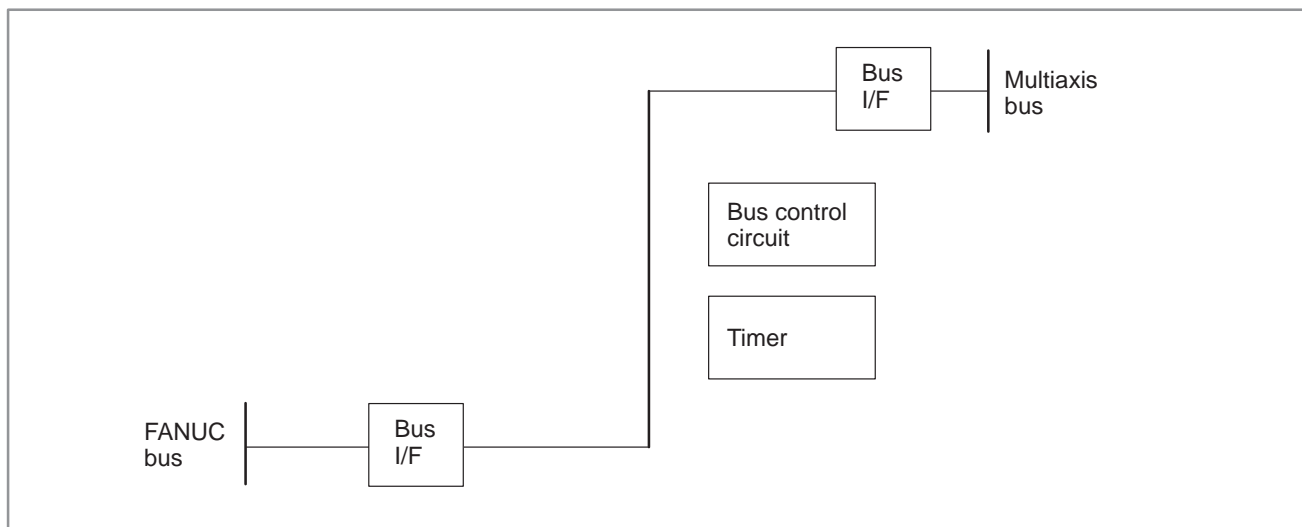 Bus
I/F
Multiaxis
bus
Bus control
circuit
Timer
FANUC
bus
Bus
I/F